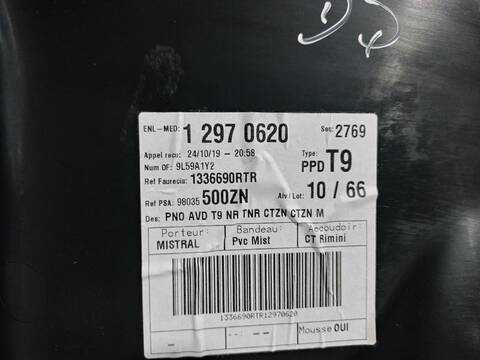 ENL-MED: 1 297 0620 Seq: 2769
Appel recu: 24/10/19 - 20:58 Type:
Num OF: 9L59A1Y2 PPD T9
Ref Faurecia: 1336690RTR
Ref PSA: 98035 500ZN Alv/Lot: 10 / 66
Des: PNO AVD T9 NR TNR CTZN CTZN M
Porteur: Bandeau: Accoudoir:
MISTRAL Pvc Mist CT Rimini
1336690RTR12970620
- --:-- -- Mousse OUI